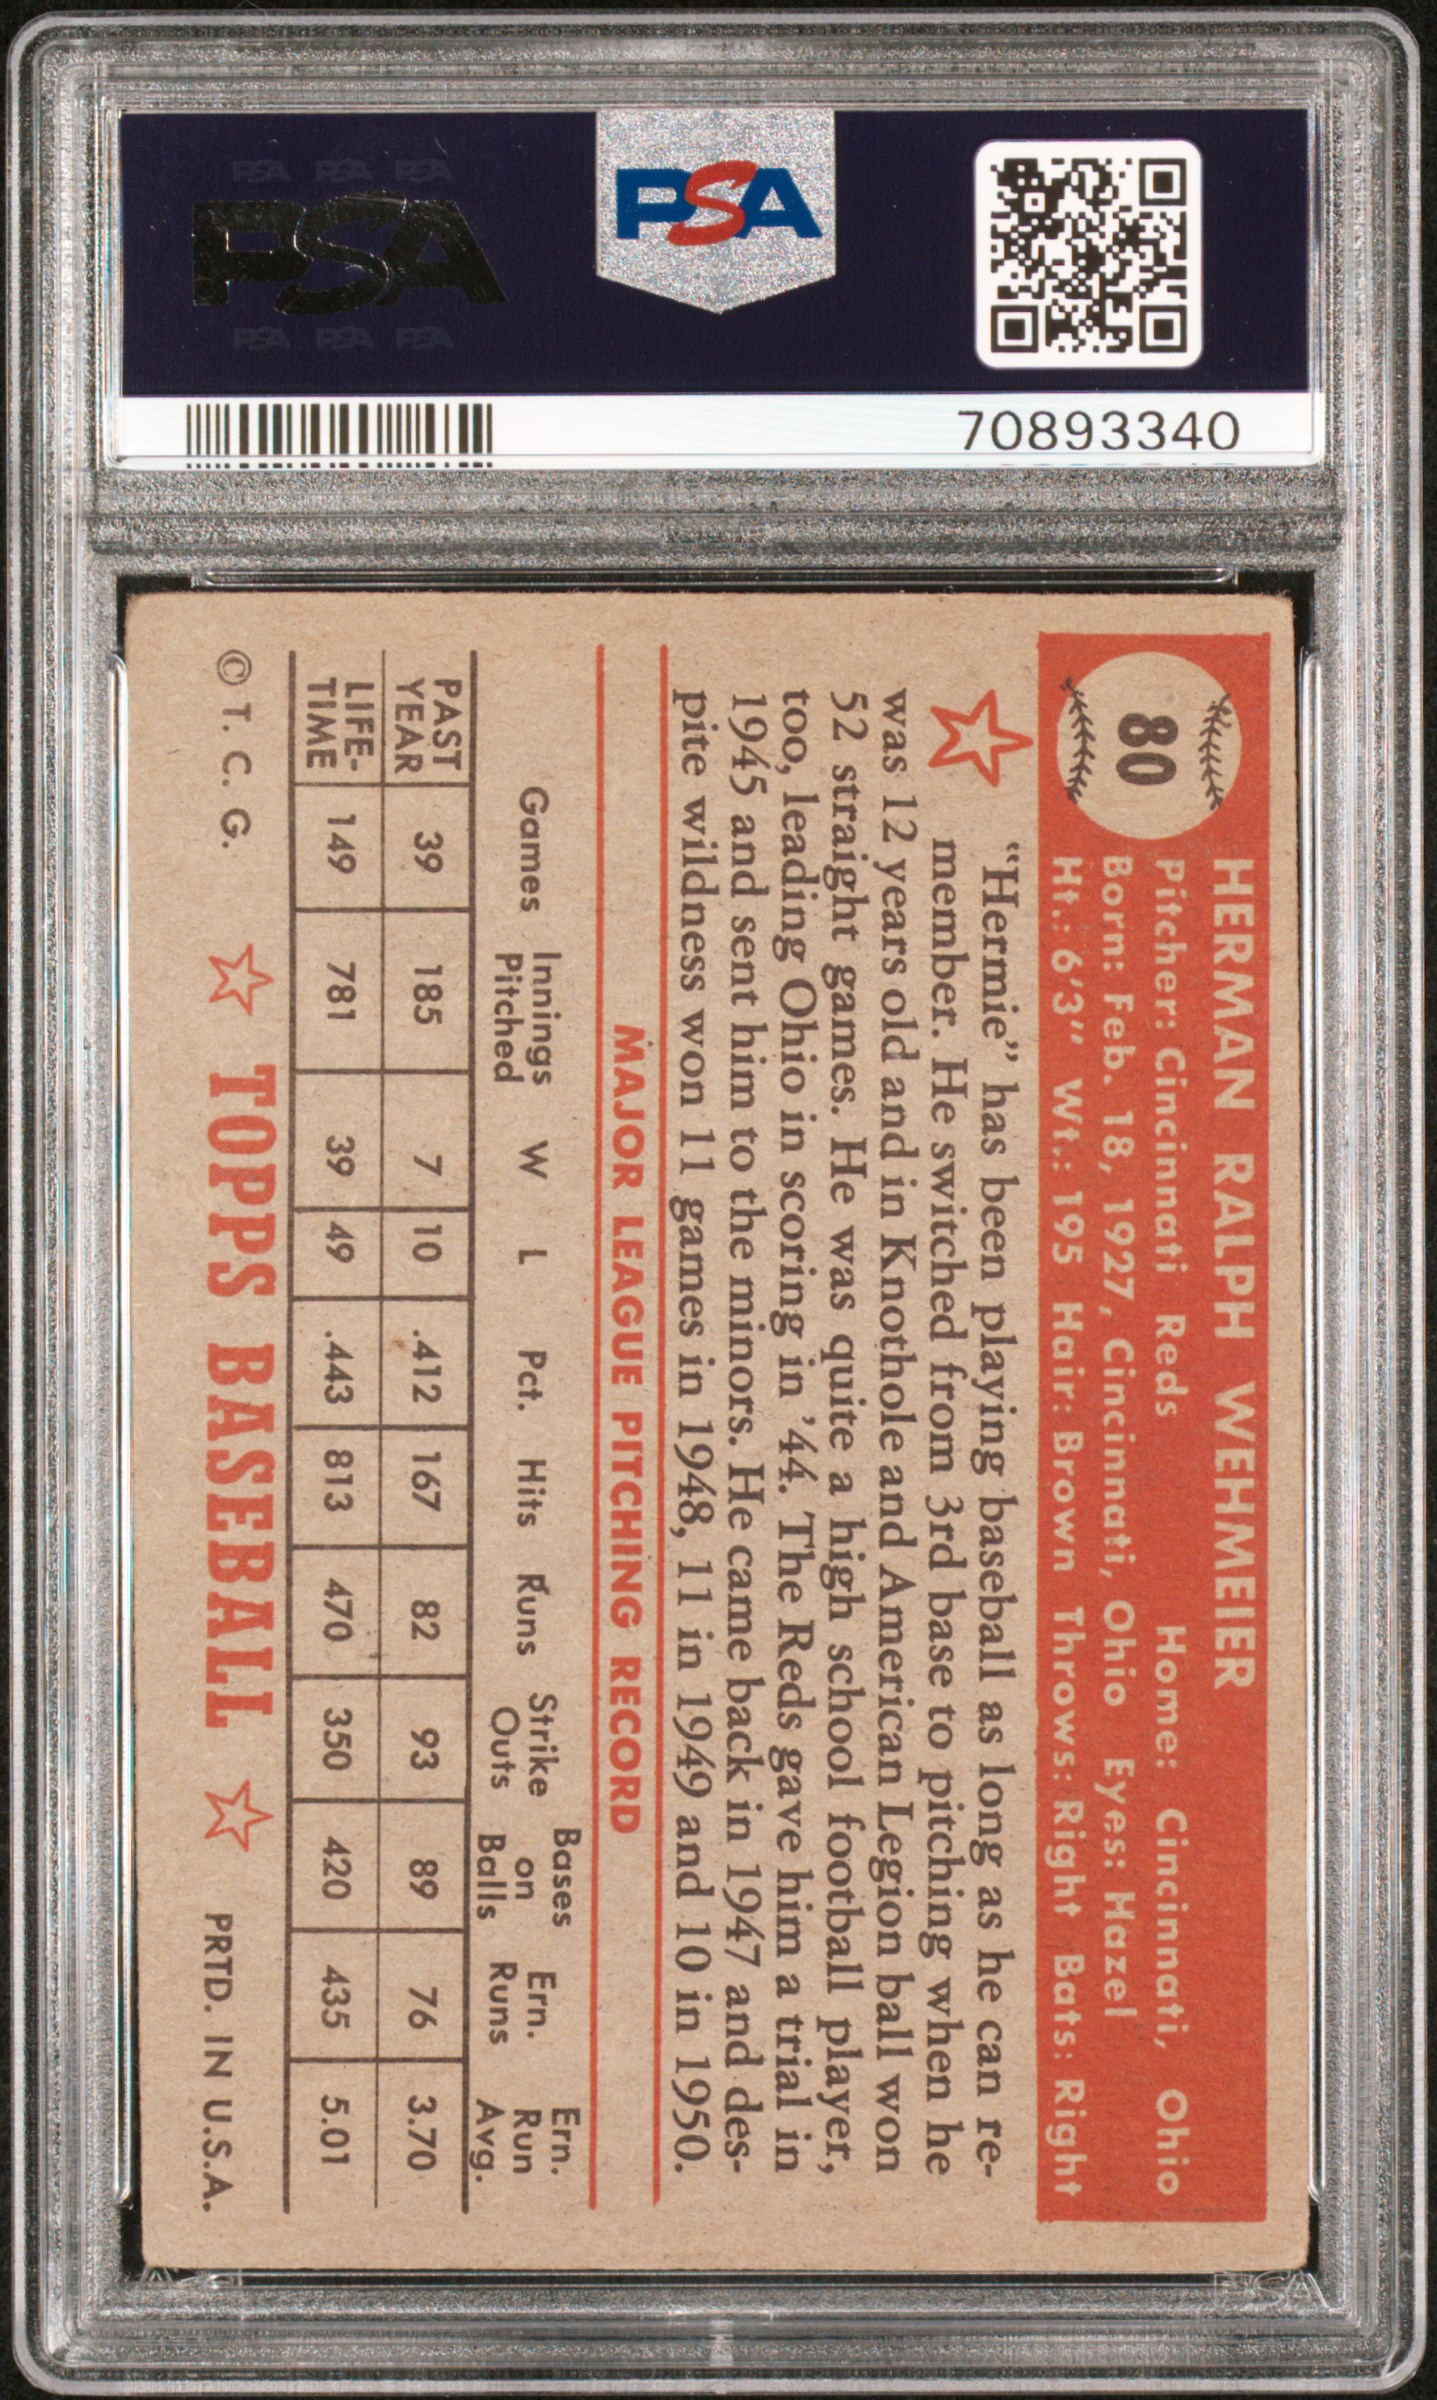 PSA PSA PSA
PSA
PSA PSA PSA
PSA
70893340
80
HERMAN RALPH WEHMEIER
Pitcher: Cincinnati Reds Home: Cincinnati, Ohio
Born: Feb. 18, 1927, Cincinnati, Ohio Eyes: Hazel
Ht.: 6'3" Wt.: 195 Hair: Brown Throws: Right Bats: Right
“Hermie” has been playing baseball as long as he can re-
member. He switched from 3rd base to pitching when he
was 12 years old and in Knothole and American Legion ball won
52 straight games. He was quite a high school football player,
too, leading Ohio in scoring in ’44. The Reds gave him a trial in
1945 and sent him to the minors. He came back in 1947 and des-
pite wildness won 11 games in 1948, 11 in 1949 and 10 in 1950.
MAJOR LEAGUE PITCHING RECORD
Games Innings Pitched W L Pct. Hits Runs Strike Outs Bases on Balls Ern. Runs Ern. Run Avg.
PAST YEAR 39 185 7 10 .412 167 82 93 89 76 3.70
LIFE-TIME 149 781 39 49 .443 813 470 350 420 435 5.01
© T. C. G. TOPPS BASEBALL PRTD. IN U.S.A.
PSA